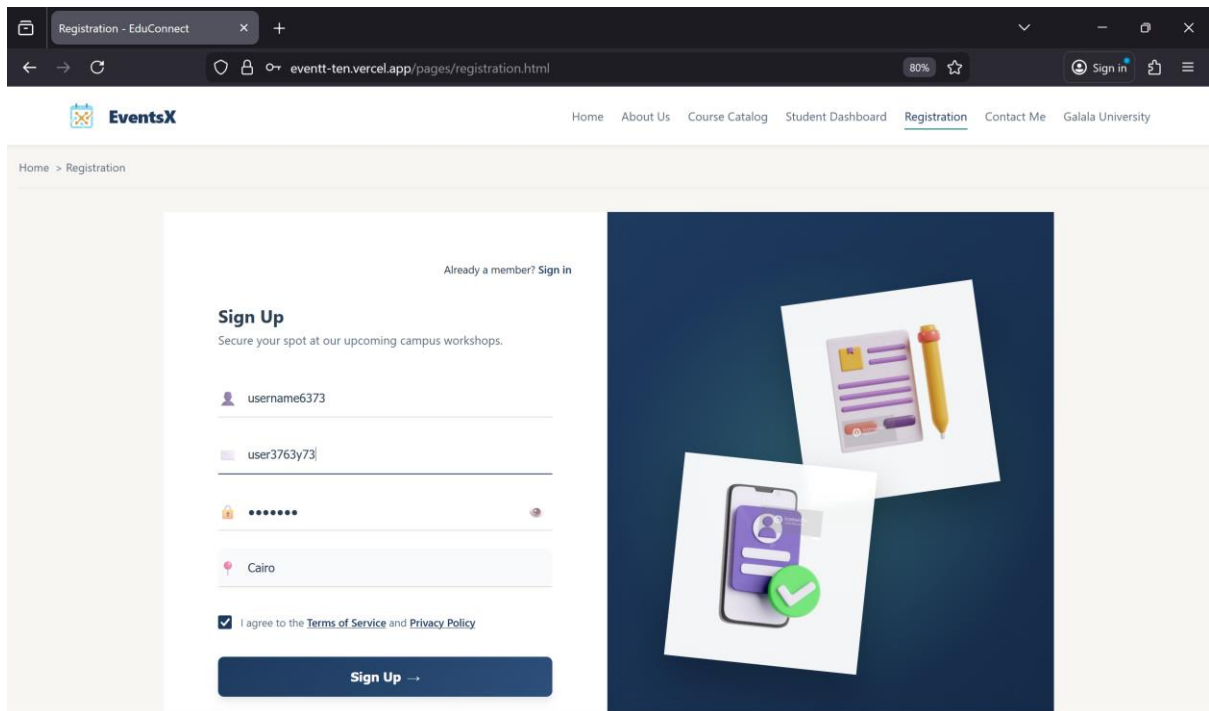 Registration - EduConnect
eventt-ten.vercel.app/pages/registration.html
80%
Sign in
EventsX
Home About Us Course Catalog Student Dashboard Registration Contact Me Galala University
Home > Registration
Already a member? Sign in
Sign Up
Secure your spot at our upcoming campus workshops.
username6373
user3763y73
Cairo
I agree to the Terms of Service and Privacy Policy
Sign Up →